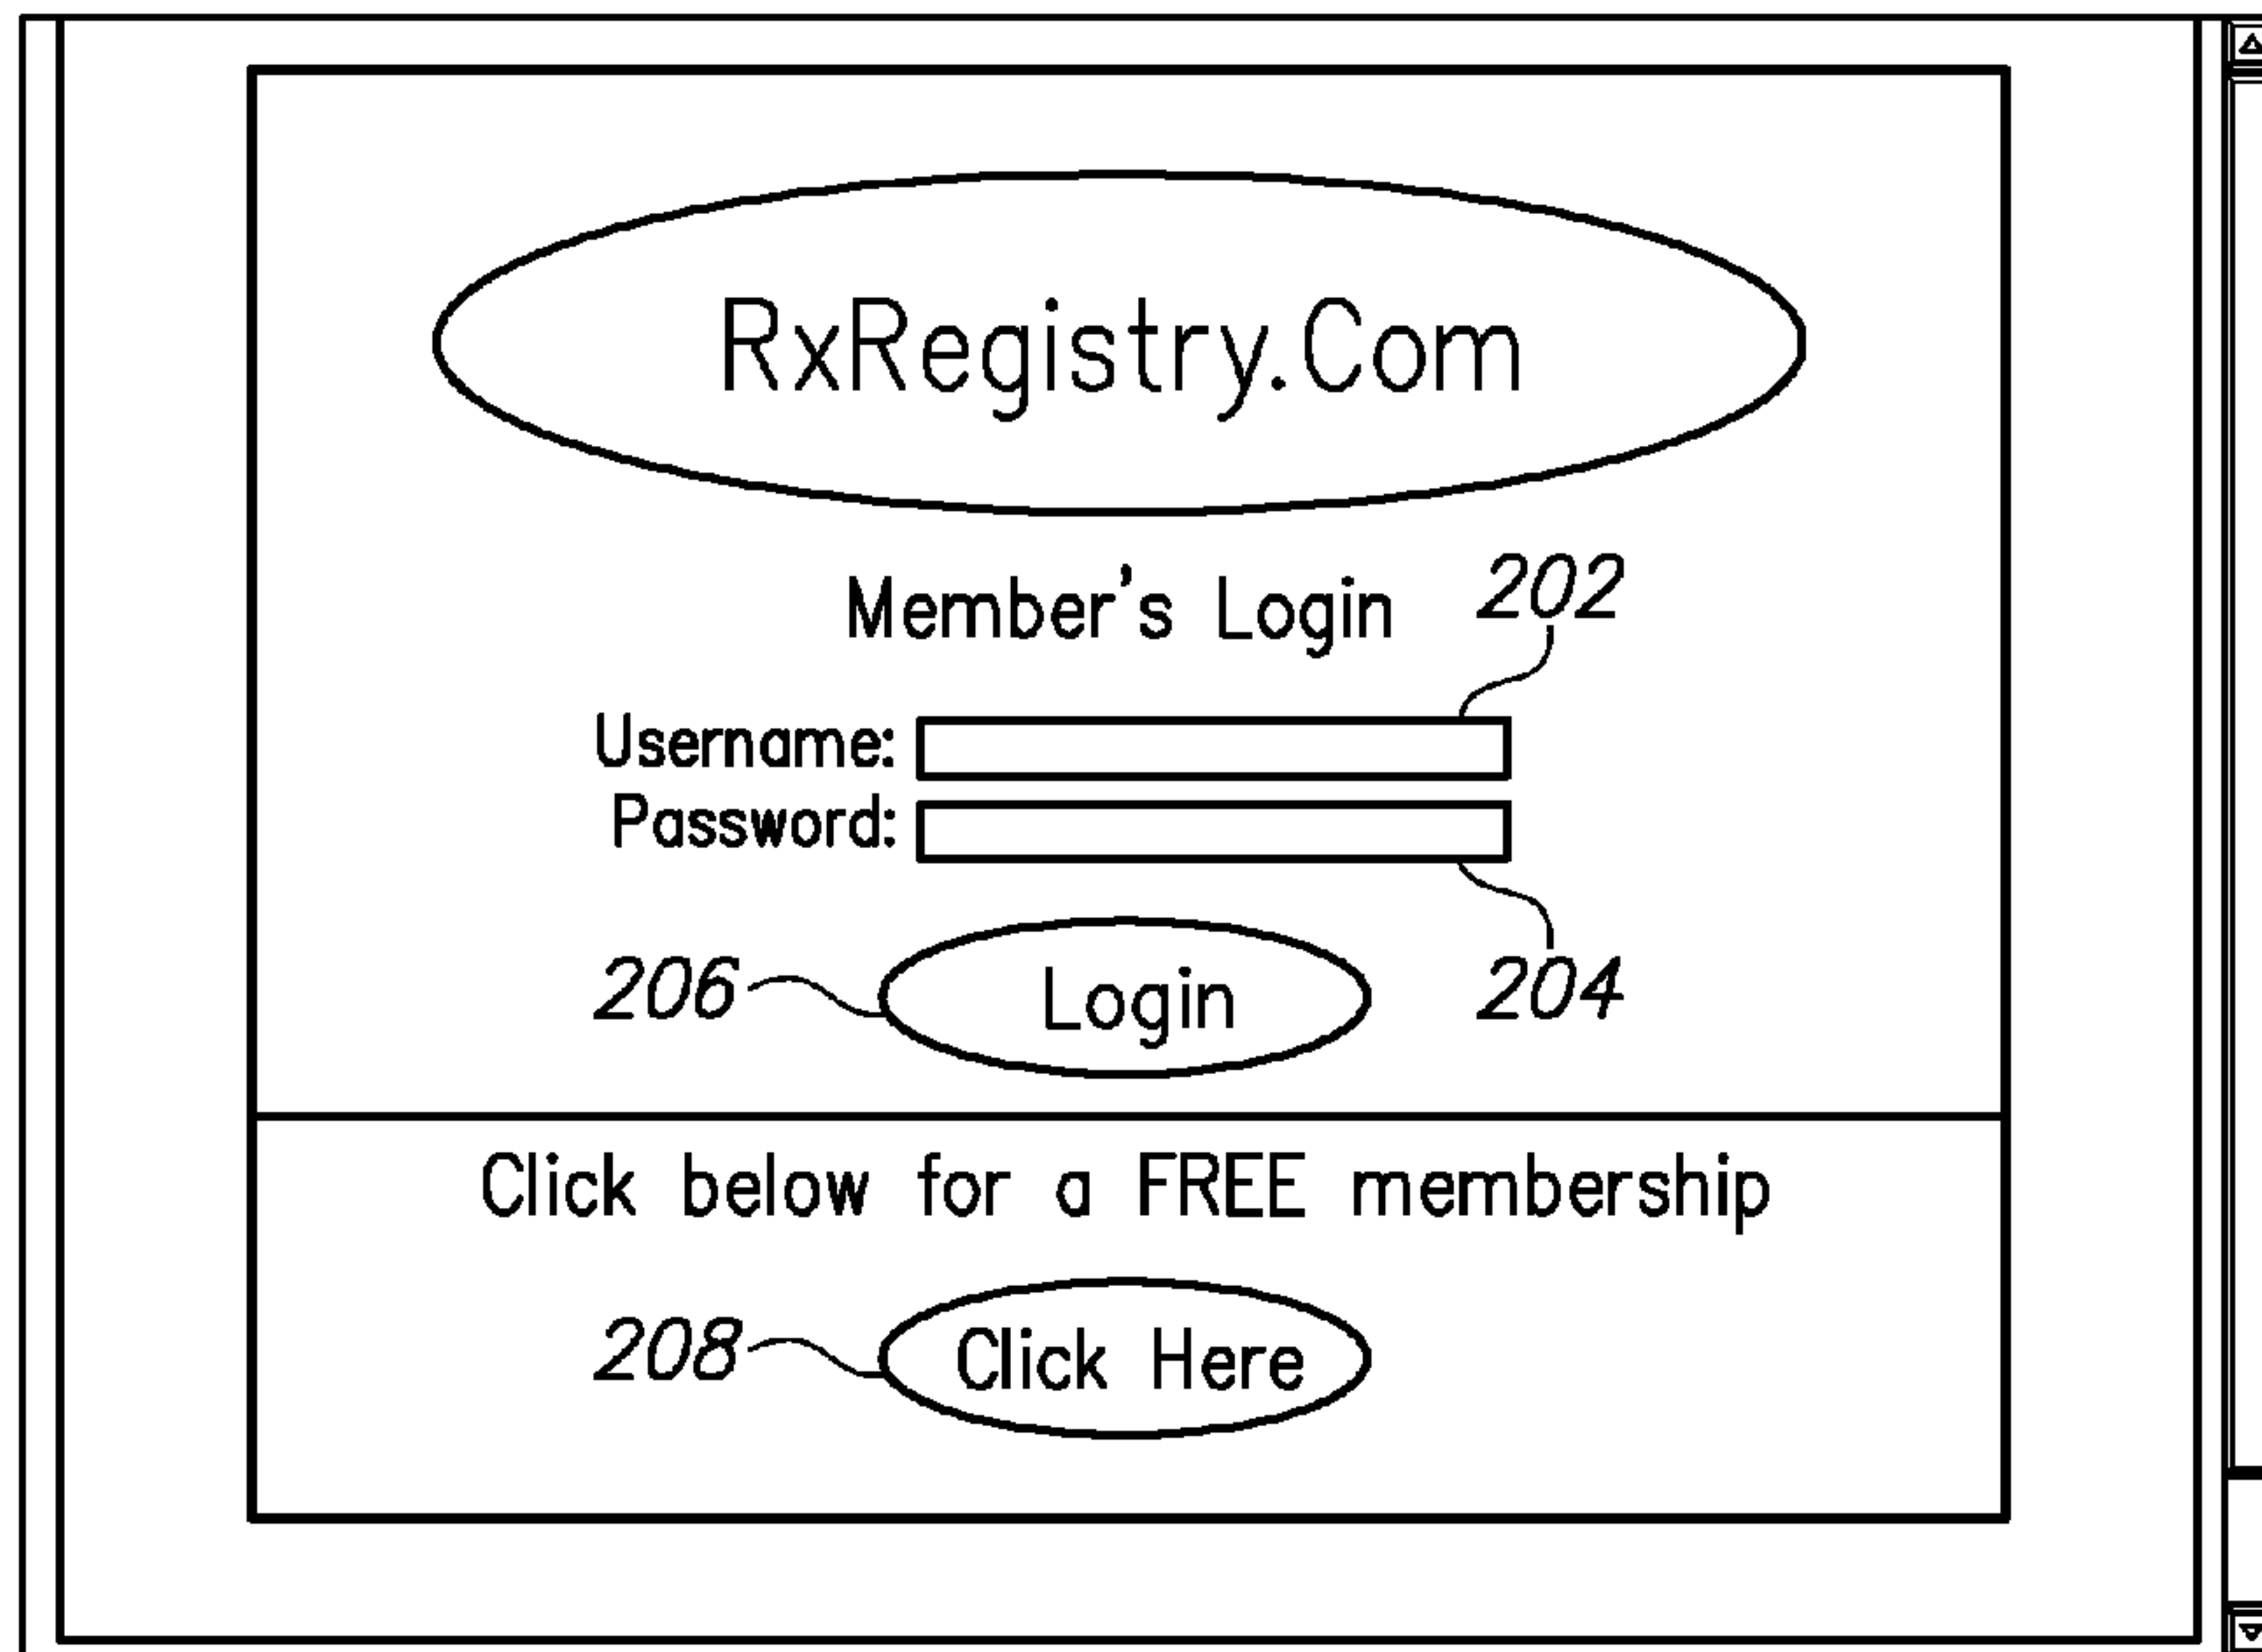 RxRegistry.Com
Member's Login 202
Username:
Password:
206 Login 204
Click below for a FREE membership
208 Click Here